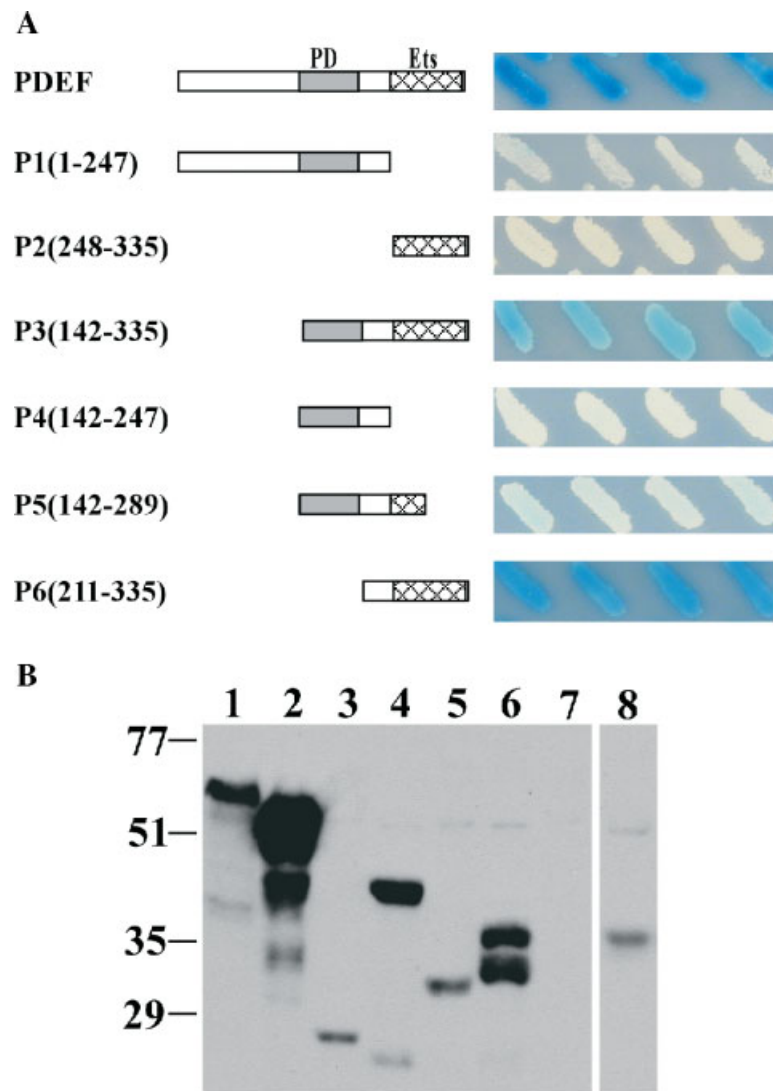 A
PD Ets
PDEF
P1(1-247)
P2(248-335)
P3(142-335)
P4(142-247)
P5(142-289)
P6(211-335)
B
1 2 3 4 5 6 7 8
77
51
35
29